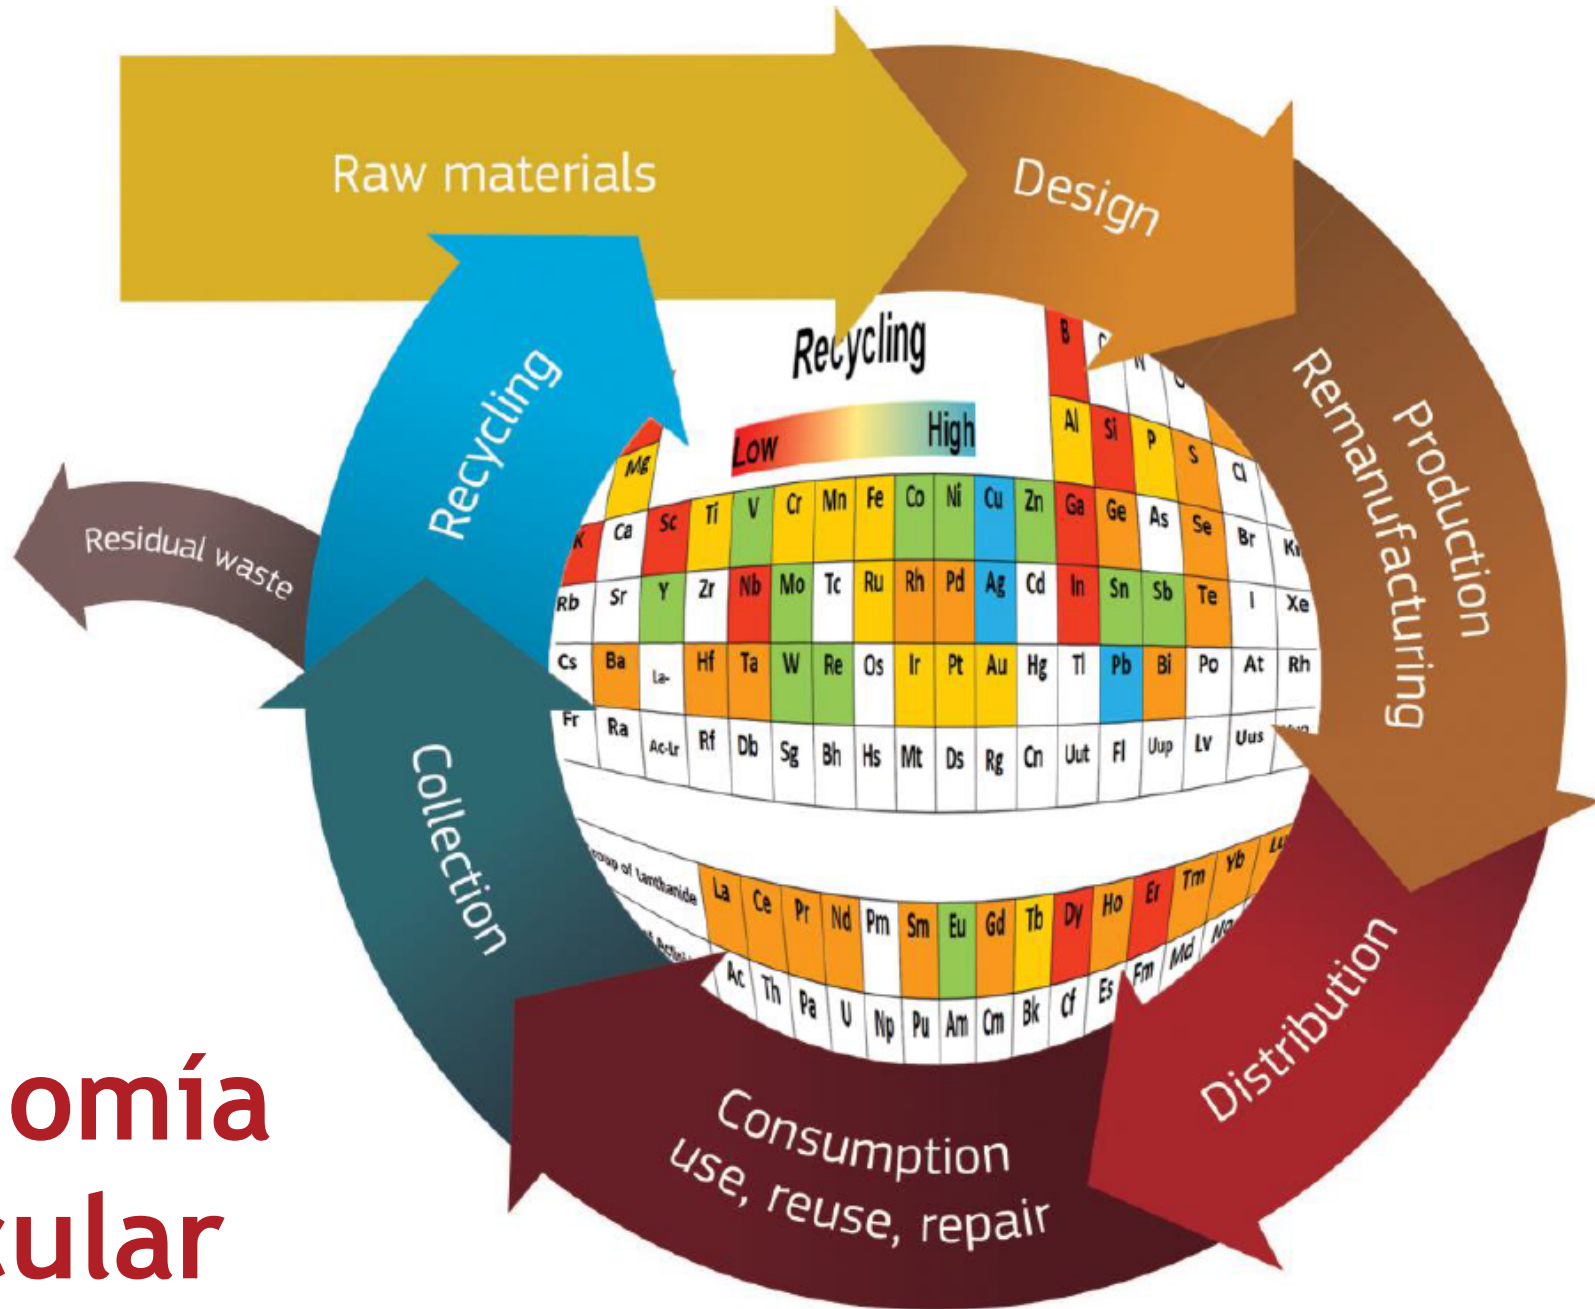 Raw materials
Design
Production
Remanufacturing
Distribution
Consumption
use, reuse, repair
Collection
Recycling
Residual waste
Recycling
Low High
B
Al Si P S Cl
Mg
K Ca Sc Ti V Cr Mn Fe Co Ni Cu Zn Ga Ge As Se Br
Rb Sr Y Zr Nb Mo Tc Ru Rh Pd Ag Cd In Sn Sb Te I Xe
Cs Ba La- Hf Ta W Re Os Ir Pt Au Hg Tl Pb Bi Po At Rh
Fr Ra Ac-Lr Rf Db Sg Bh Hs Mt Ds Rg Cn Uut Fl Uup Lv Uus
of Lanthanide La Ce Pr Nd Pm Sm Eu Gd Tb Dy Ho Er Tm Yb Lu
Ac Th Pa U Np Pu Am Cm Bk Cf Es Fm Md No
omía
cular